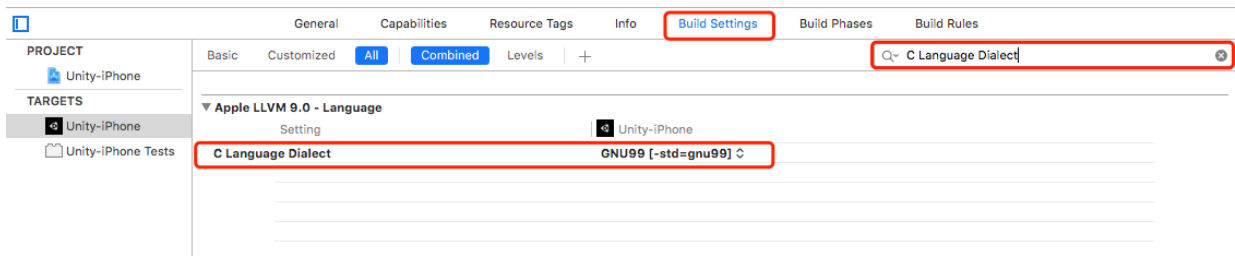 General Capabilities Resource Tags Info Build Settings Build Phases Build Rules
PROJECT
Basic Customized All Combined Levels + C Language Dialect
Unity-iPhone
TARGETS
Apple LLVM 9.0 - Language
Unity-iPhone
Setting Unity-iPhone
Unity-iPhone Tests
C Language Dialect GNU99 [-std=gnu99]